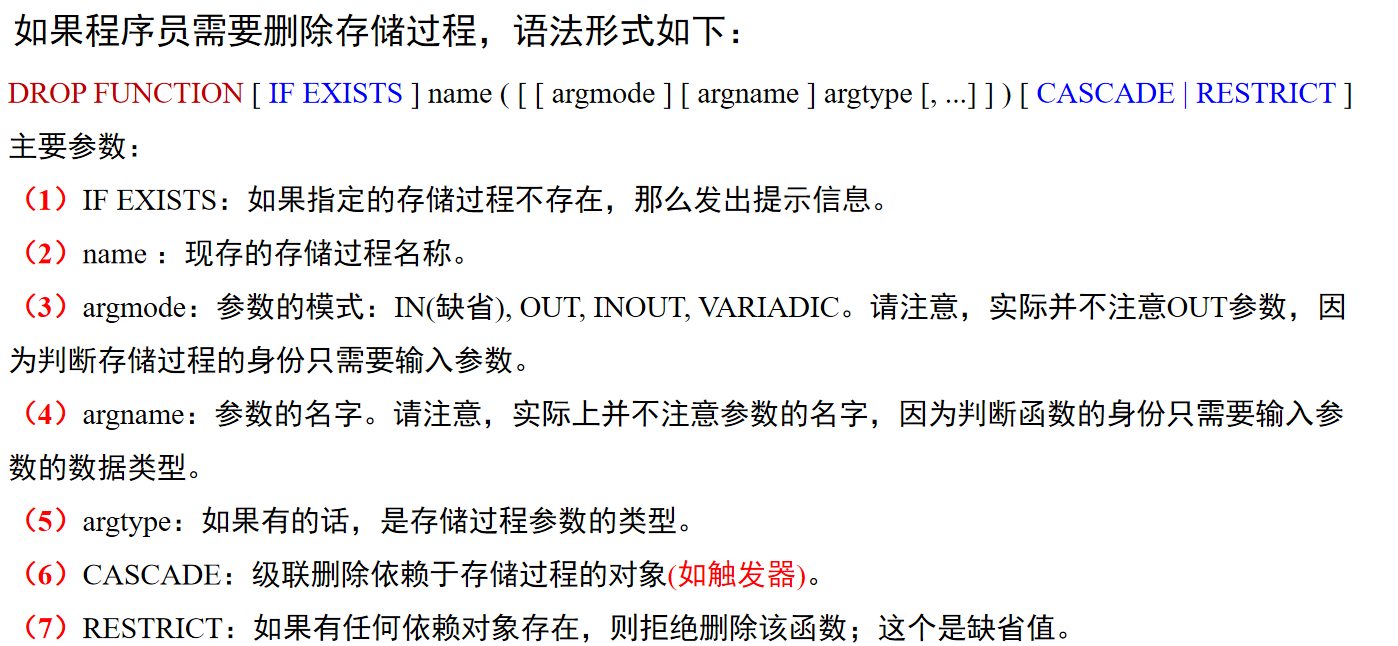 如果程序员需要删除存储过程，语法形式如下：
DROP FUNCTION [ IF EXISTS ] name ( [ [ argmode ] [ argname ] argtype [, ...] ] ) [ CASCADE | RESTRICT ]
主要参数：
（1）IF EXISTS：如果指定的存储过程不存在，那么发出提示信息。
（2）name ：现存的存储过程名称。
（3）argmode：参数的模式：IN(缺省), OUT, INOUT, VARIADIC。请注意，实际并不注意OUT参数，因
为判断存储过程的身份只需要输入参数。
（4）argname：参数的名字。请注意，实际上并不注意参数的名字，因为判断函数的身份只需要输入参
数的数据类型。
（5）argtype：如果有的话，是存储过程参数的类型。
（6）CASCADE：级联删除依赖于存储过程的对象(如触发器)。
（7）RESTRICT：如果有任何依赖对象存在，则拒绝删除该函数；这个是缺省值。